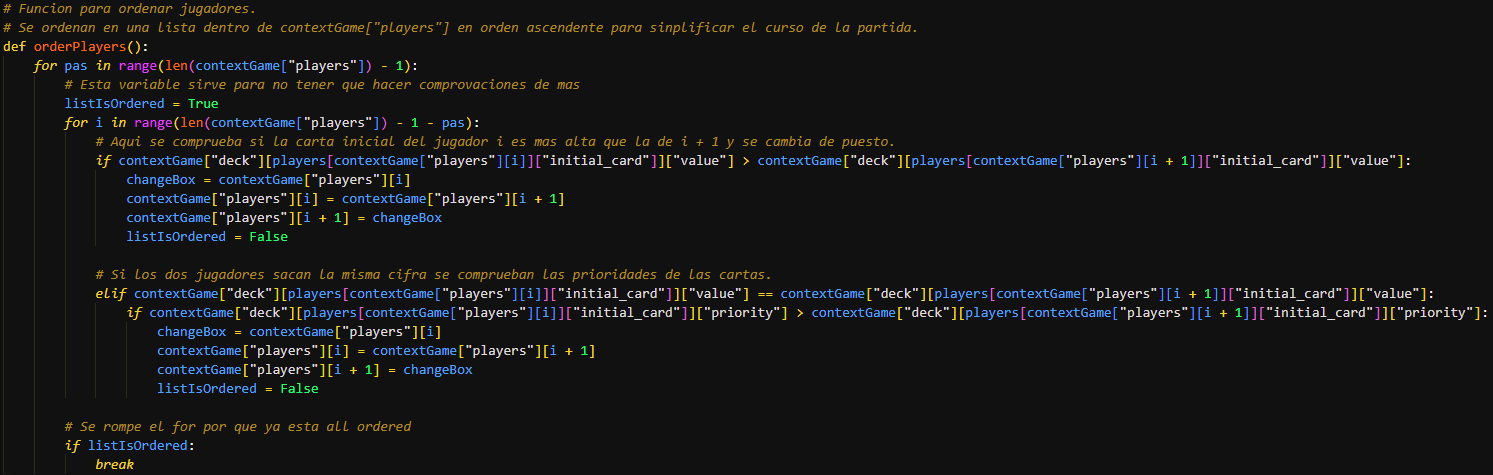 # Funcion para ordenar jugadores.
# Se ordenan en una lista dentro de contextGame["players"] en orden ascendente para sinplificar el curso de la partida.
def orderPlayers():
    for pas in range(len(contextGame["players"]) - 1):
        # Esta variable sirve para no tener que hacer comprovaciones de mas
        listIsOrdered = True
        for i in range(len(contextGame["players"]) - 1 - pas):
            # Aqui se comprueba si la carta inicial del jugador i es mas alta que la de i + 1 y se cambia de puesto.
            if contextGame["deck"][players[contextGame["players"][i]]["initial_card"]]["value"] > contextGame["deck"][players[contextGame["players"][i + 1]]["initial_card"]]["value"]:
                changeBox = contextGame["players"][i]
                contextGame["players"][i] = contextGame["players"][i + 1]
                contextGame["players"][i + 1] = changeBox
                listIsOrdered = False
            # Si los dos jugadores sacan la misma cifra se comprueban las prioridades de las cartas.
            elif contextGame["deck"][players[contextGame["players"][i]]["initial_card"]]["value"] == contextGame["deck"][players[contextGame["players"][i + 1]]["initial_card"]]["value"]:
                if contextGame["deck"][players[contextGame["players"][i]]["initial_card"]]["priority"] > contextGame["deck"][players[contextGame["players"][i + 1]]["initial_card"]]["priority"]:
                    changeBox = contextGame["players"][i]
                    contextGame["players"][i] = contextGame["players"][i + 1]
                    contextGame["players"][i + 1] = changeBox
                    listIsOrdered = False
        # Se rompe el for por que ya esta all ordered
        if listIsOrdered:
            break